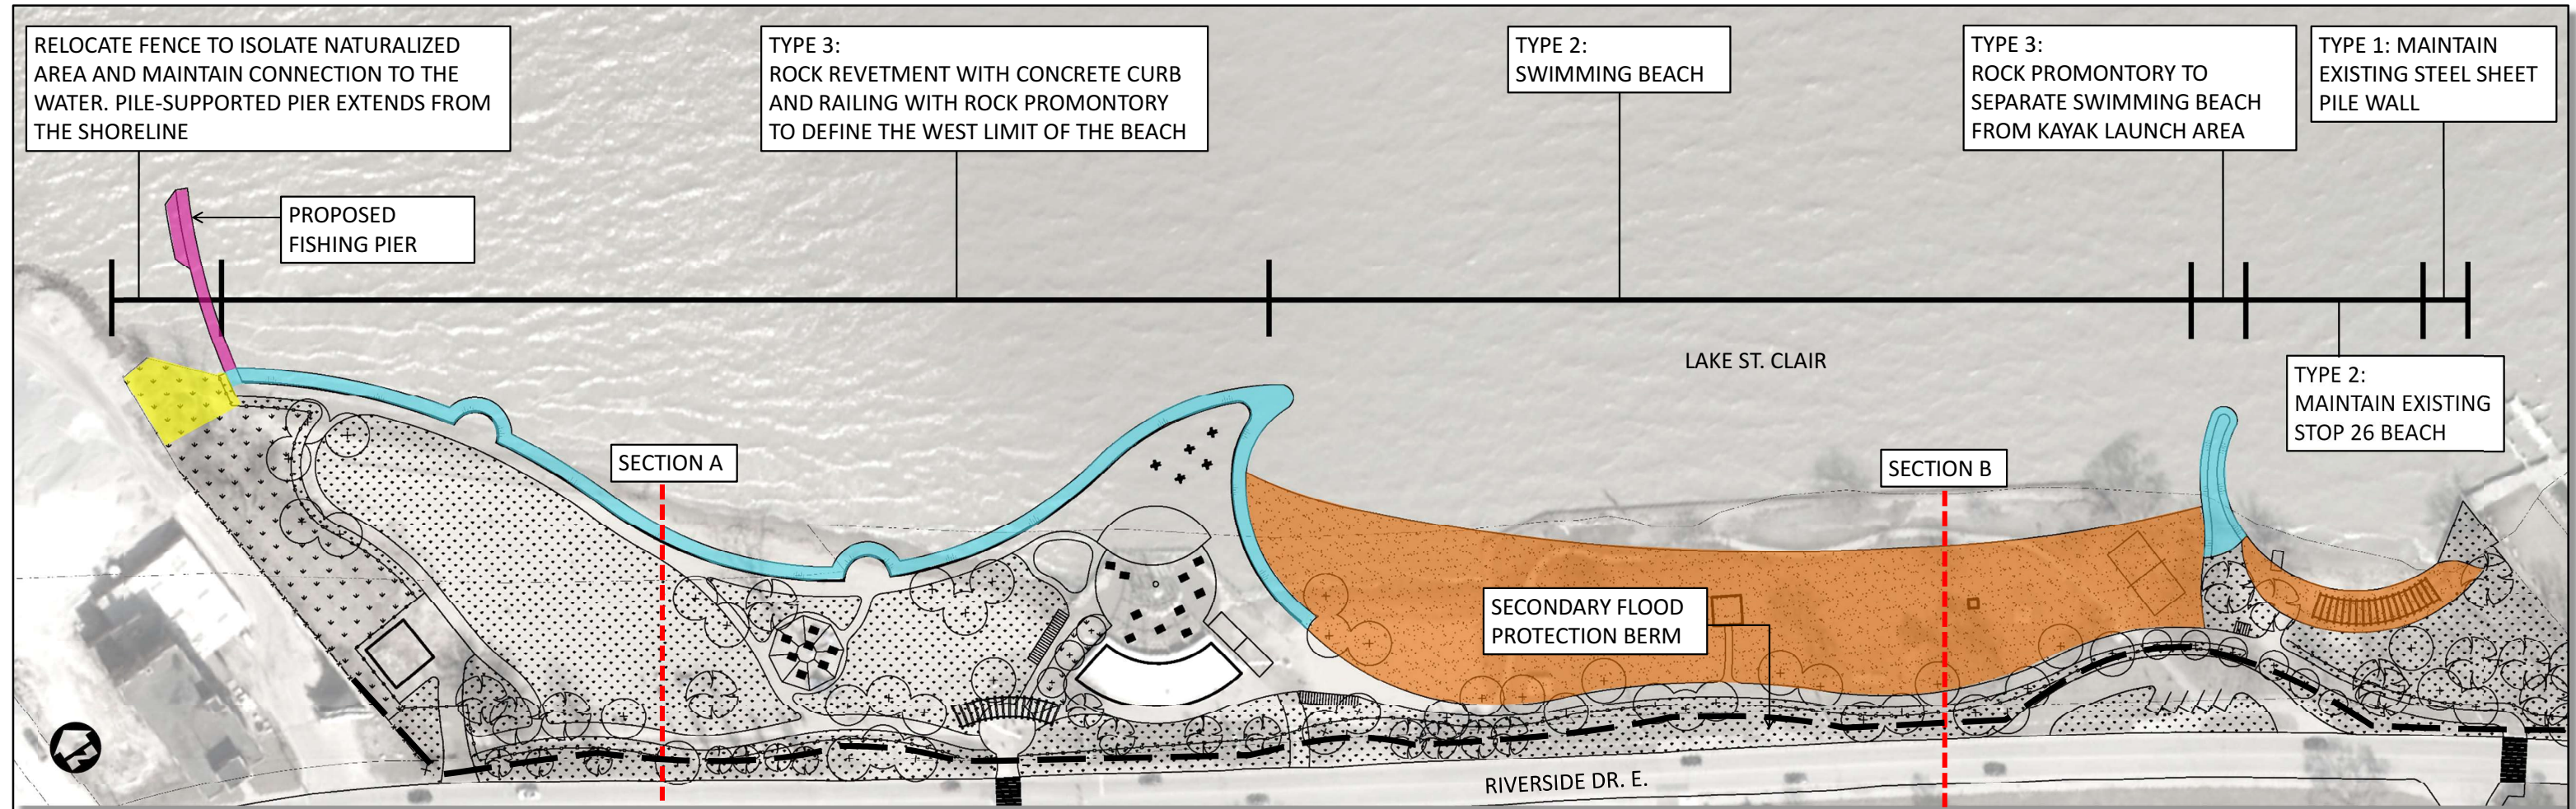 RELOCATE FENCE TO ISOLATE NATURALIZED
AREA AND MAINTAIN CONNECTION TO THE
WATER. PILE-SUPPORTED PIER EXTENDS FROM
THE SHORELINE
TYPE 3:
ROCK REVETMENT WITH CONCRETE CURB
AND RAILING WITH ROCK PROMONTORY
TO DEFINE THE WEST LIMIT OF THE BEACH
TYPE 2:
SWIMMING BEACH
TYPE 3:
ROCK PROMONTORY TO
SEPARATE SWIMMING BEACH
FROM KAYAK LAUNCH AREA
TYPE 1: MAINTAIN
EXISTING STEEL SHEET
PILE WALL
PROPOSED
FISHING PIER
LAKE ST. CLAIR
TYPE 2:
MAINTAIN EXISTING
STOP 26 BEACH
SECTION A
SECTION B
SECONDARY FLOOD
PROTECTION BERM
RIVERSIDE DR. E.